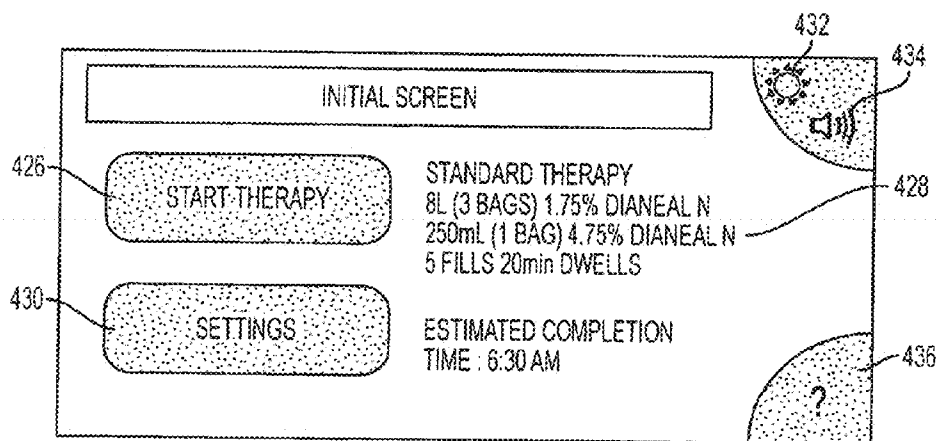 432
434
INITIAL SCREEN
426
START THERAPY
STANDARD THERAPY
8L (3 BAGS) 1.75% DIANEAL N
250mL (1 BAG) 4.75% DIANEAL N
5 FILLS 20min DWELLS
428
430
SETTINGS
ESTIMATED COMPLETION
TIME : 6:30 AM
436
?